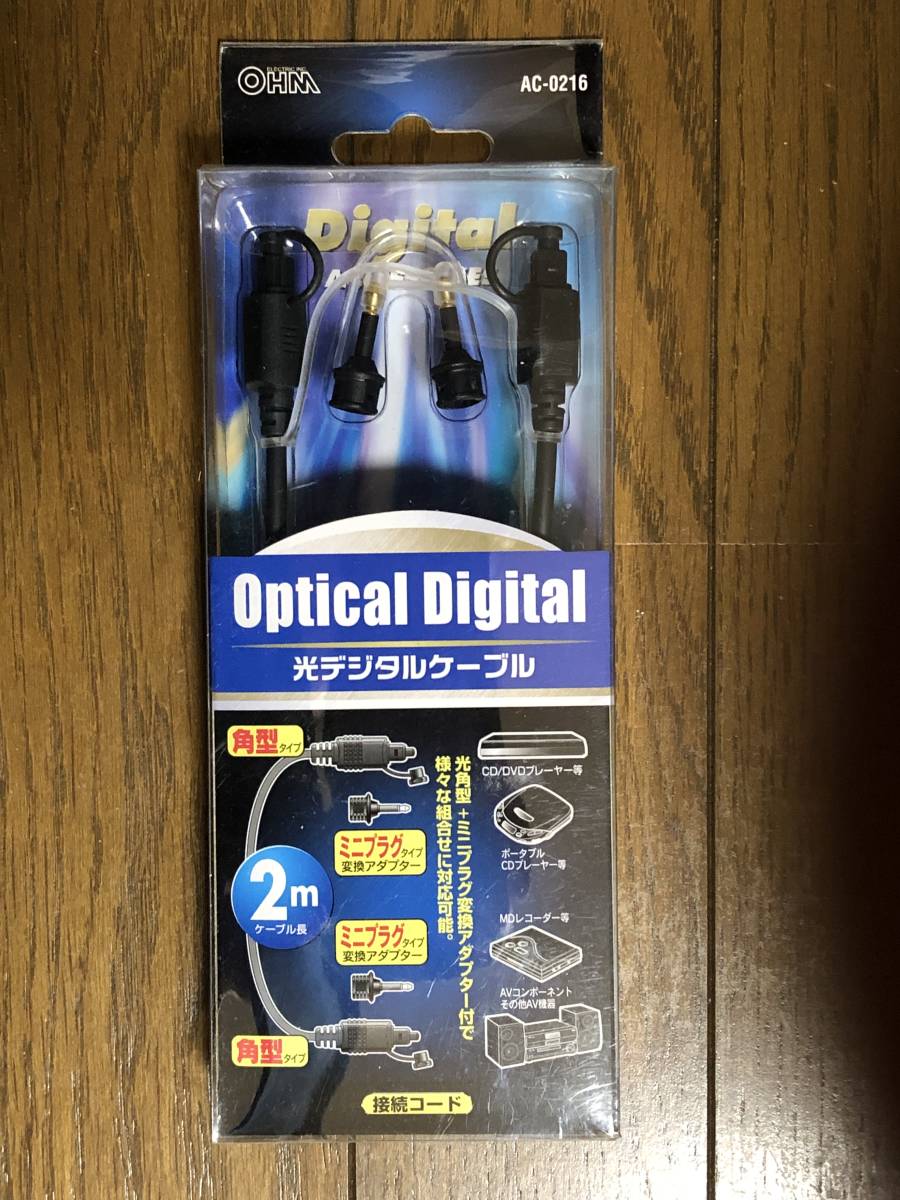 ELECTRIC INC.
OHM
AC-0216
Digital
Optical Digital
光デジタルケーブル
角型タイプ
ミニプラグタイプ
変換アダプター
2m
ケーブル長
ミニプラグタイプ
変換アダプター
角型タイプ
光角型+ミニプラグ変換アダプター付で
様々な組合せに対応可能。
CD/DVDプレーヤー等
ポータブル
CDプレーヤー等
MDレコーダー等
AVコンポーネント
その他AV機器
接続コード